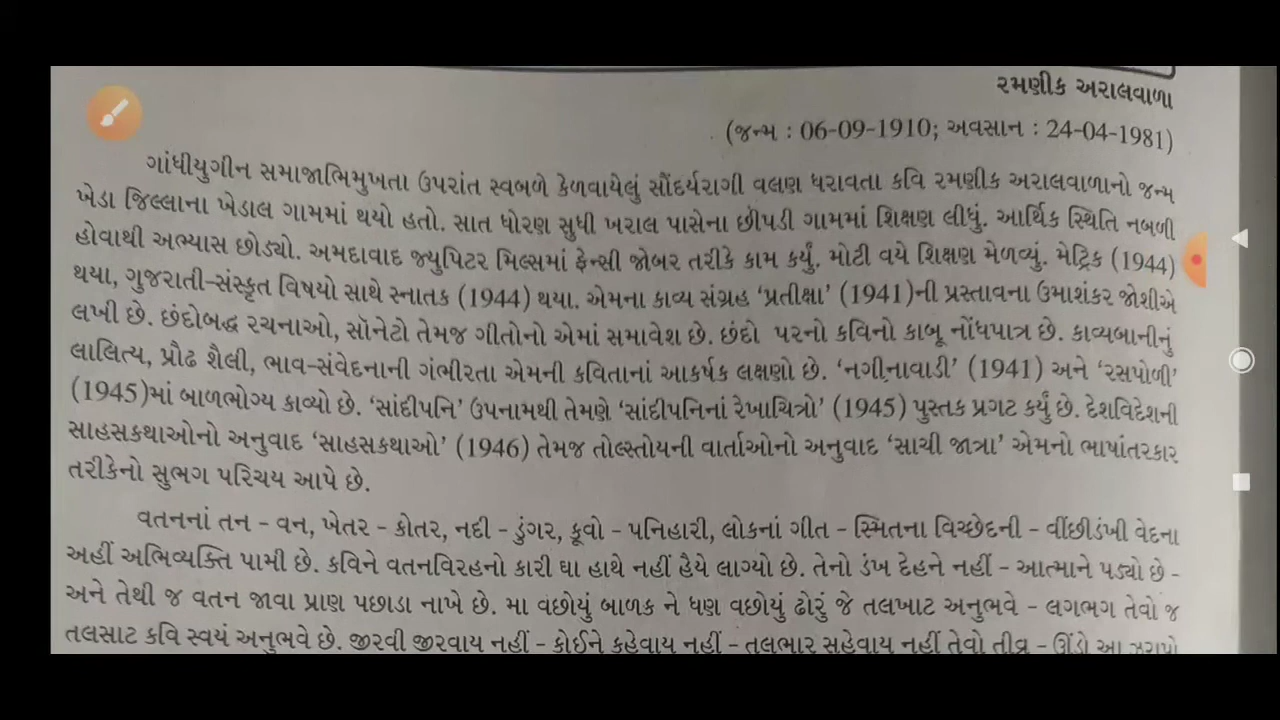 રમણીક અરાલવાળા
(જન્મ : 06-09-1910; અવસાન : 24-04-1981)
ગાંધીયુગીન સમાજાભિમુખતા ઉપરાંત સ્વબળે કેળવાયેલું સૌંદર્યરાગી વલણ ધરાવતા કવિ રમણીક અરાલવાળાનો જન્મ
ખેડા જિલ્લાના ખેડાલ ગામમાં થયો હતો. સાત ધોરણ સુધી ખરાલ પાસેના છીપડી ગામમાં શિક્ષણ લીધું. આર્થિક સ્થિતિ નબળી
હોવાથી અભ્યાસ છોડ્યો. અમદાવાદ જ્યુપિટર મિલ્સમાં ફેન્સી જોબર તરીકે કામ કર્યું. મોટી વયે શિક્ષણ મેળવ્યું. મેટ્રિક (1944)
થયા, ગુજરાતી-સંસ્કૃત વિષયો સાથે સ્નાતક (1944) થયા. એમના કાવ્ય સંગ્રહ ‘પ્રતીક્ષા’ (1941)ની પ્રસ્તાવના ઉમાશંકર જોશીએ
લખી છે. છંદોબદ્ધ રચનાઓ, સૉનેટો તેમજ ગીતોનો એમાં સમાવેશ છે. છંદો પરનો કવિનો કાબૂ નોંધપાત્ર છે. કાવ્યબાનીનું
લાલિત્ય, પ્રૌઢ શૈલી, ભાવ-સંવેદનાની ગંભીરતા એમની કવિતાનાં આકર્ષક લક્ષણો છે. ‘નગીનાવાડી’ (1941) અને ‘રસપોળી’
(1945)માં બાળભોગ્ય કાવ્યો છે. ‘સાંદીપનિ’ ઉપનામથી તેમણે ‘સાંદીપનિનાં રેખાચિત્રો’ (1945) પુસ્તક પ્રગટ કર્યું છે. દેશવિદેશની
સાહસકથાઓનો અનુવાદ ‘સાહસકથાઓ’ (1946) તેમજ તોલ્સ્તોયની વાર્તાઓનો અનુવાદ ‘સાચી જાત્રા’ એમનો ભાષાંતરકાર
તરીકેનો સુભગ પરિચય આપે છે.
વતનનાં તન – વન, ખેતર – કોતર, નદી – ડુંગર, કૂવો – પનિહારી, લોકનાં ગીત – સ્મિતના વિચ્છેદની – વીંછીડંખી વેદના
અહીં અભિવ્યક્તિ પામી છે. કવિને વતનવિરહનો કારી ઘા હાથે નહીં હૈયે લાગ્યો છે. તેનો ડંખ દેહને નહીં – આત્માને પડ્યો છે –
અને તેથી જ વતન જાવા પ્રાણ પછાડા નાખે છે. મા વછોયું બાળક ને ધણ વછોયું ઢોરું જે તલખાટ અનુભવે – લગભગ તેવો જ
તલસાટ કવિ સ્વયં અનુભવે છે. જીરવી જીરવાય નહીં – કોઈને કહેવાય નહીં – તલભાર સહેવાય નહીં તેવો તીવ્ર – ઊંડો આ ઝુરાપો